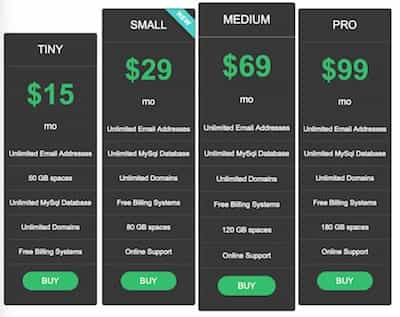 TINY
$15
mo
Unlimited Email Addresses
50 GB spaces
Unlimited MySql Database
Unlimited Domains
Free Billing Systems
BUY
SMALL
NEW
$29
mo
Unlimited Email Addresses
Unlimited MySql Database
Unlimited Domains
Free Billing Systems
80 GB spaces
Online Support
BUY
MEDIUM
$69
mo
Unlimited Email Addresses
Unlimited MySql Database
Unlimited Domains
Free Billing Systems
120 GB spaces
Online Support
BUY
PRO
$99
mo
Unlimited Email Addresses
Unlimited MySql Database
Unlimited Domains
Free Billing Systems
180 GB spaces
Online Support
BUY